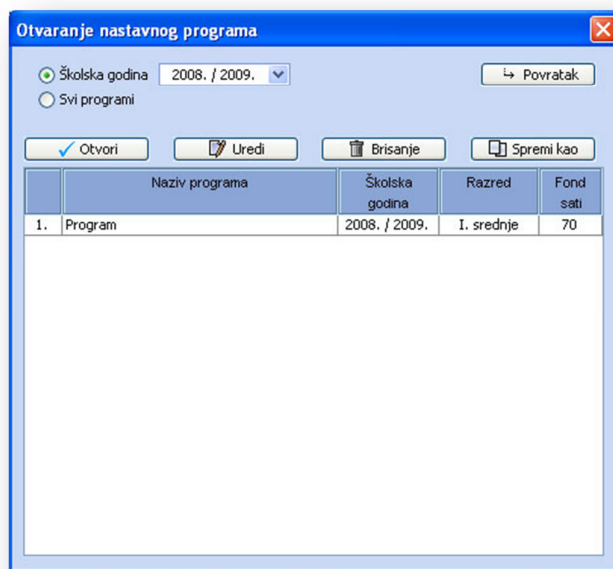 Otvaranje nastavnog programa
Školska godina 2008. / 2009. Povratak
Svi programi
Otvori Uredi Brisanje Spremi kao
Naziv programa Školska godina Razred Fond sati
1. Program 2008. / 2009. I. srednje 70